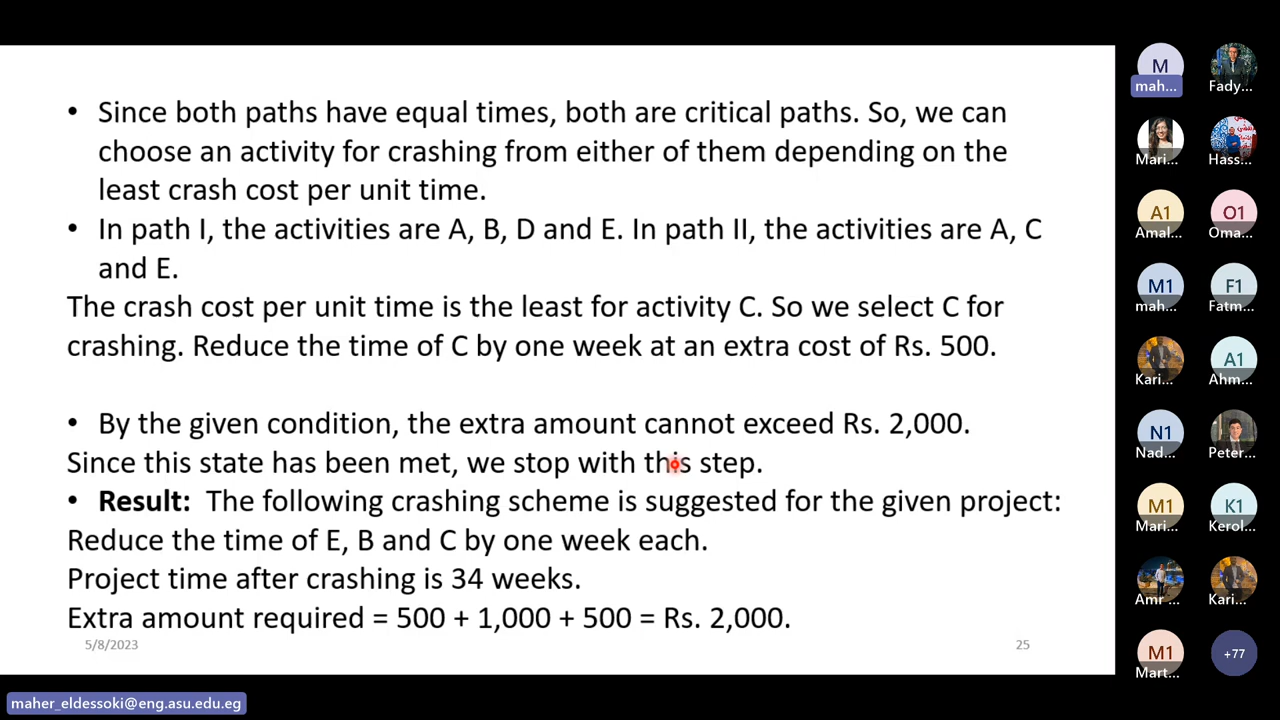 • Since both paths have equal times, both are critical paths. So, we can
choose an activity for crashing from either of them depending on the
least crash cost per unit time.
• In path I, the activities are A, B, D and E. In path II, the activities are A, C
and E.
The crash cost per unit time is the least for activity C. So we select C for
crashing. Reduce the time of C by one week at an extra cost of Rs. 500.
• By the given condition, the extra amount cannot exceed Rs. 2,000.
Since this state has been met, we stop with this step.
• Result: The following crashing scheme is suggested for the given project:
Reduce the time of E, B and C by one week each.
Project time after crashing is 34 weeks.
Extra amount required = 500 + 1,000 + 500 = Rs. 2,000.
5/8/2023
25
M
mah...
Fady...
Mari...
Hass...
A1
Amal...
O1
Oma...
M1
mah...
F1
Fatm...
Kari...
A1
Ahm...
N1
Nad...
Peter...
M1
Mari...
K1
Kerol...
Amr ...
Kari...
M1
Mart...
+77
maher_eldessoki@eng.asu.edu.eg